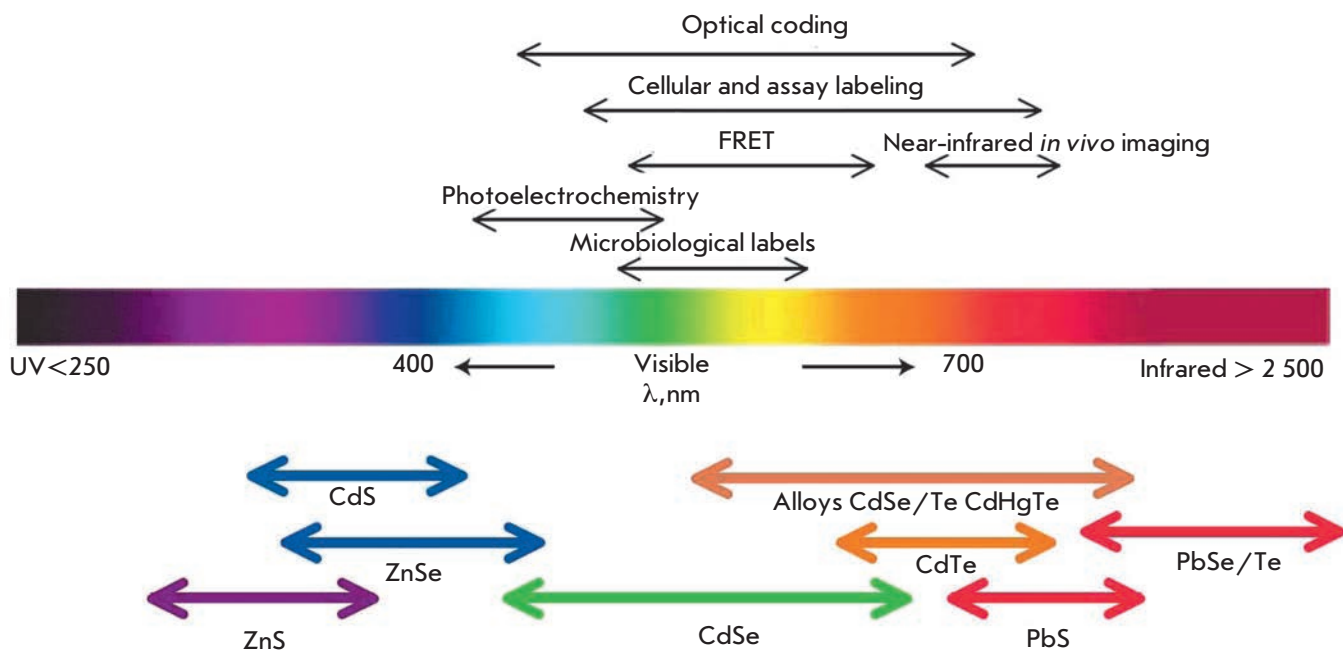 Optical coding
Cellular and assay labeling
FRET
Near-infrared in vivo imaging
Photoelectrochemistry
Microbiological labels
UV<250
400
Visible
700
Infrared > 2 500
λ,nm
CdS
Alloys CdSe/Te CdHgTe
ZnSe
CdTe
PbSe/Te
ZnS
CdSe
PbS